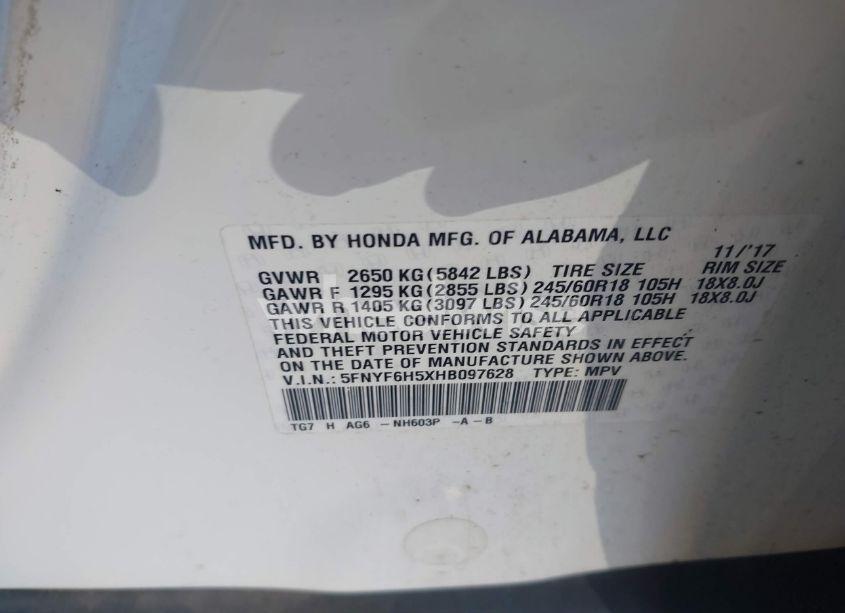 MFD. BY HONDA MFG. OF ALABAMA, LLC 11/'17
GVWR 2650 KG (5842 LBS) TIRE SIZE RIM SIZE
GAWR F 1295 KG (2855 LBS) 245/60R18 105H 18X8.0J
GAWR R 1405 KG (3097 LBS) 245/60R18 105H 18X8.0J
THIS VEHICLE CONFORMS TO ALL APPLICABLE
FEDERAL MOTOR VEHICLE SAFETY
AND THEFT PREVENTION STANDARDS IN EFFECT
ON THE DATE OF MANUFACTURE SHOWN ABOVE.
V.I.N.: 5FNYF6H5XHB097628 TYPE: MPV
TG7 H AG6 - NH603P - A - B